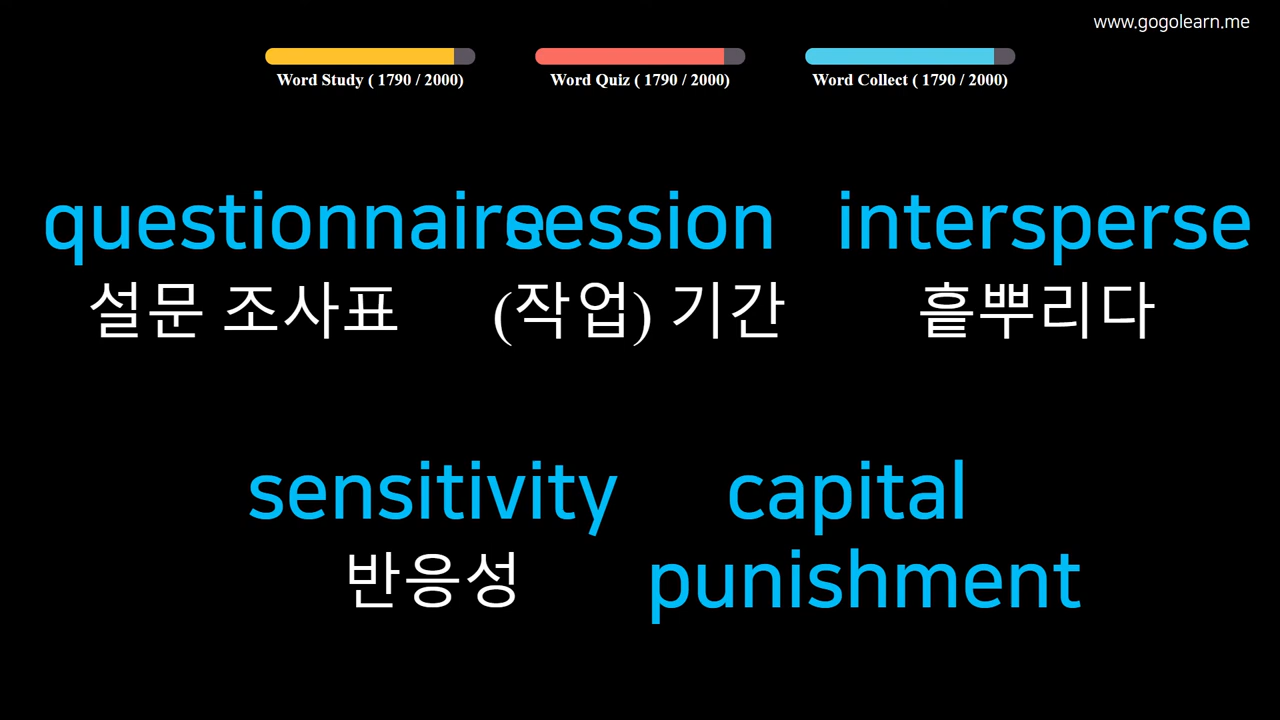 www.gogolearn.me
Word Study ( 1790 / 2000) Word Quiz ( 1790 / 2000) Word Collect ( 1790 / 2000)
questionnaire session intersperse
설문 조사표 (작업) 기간 흩뿌리다
sensitivity capital
반응성 punishment